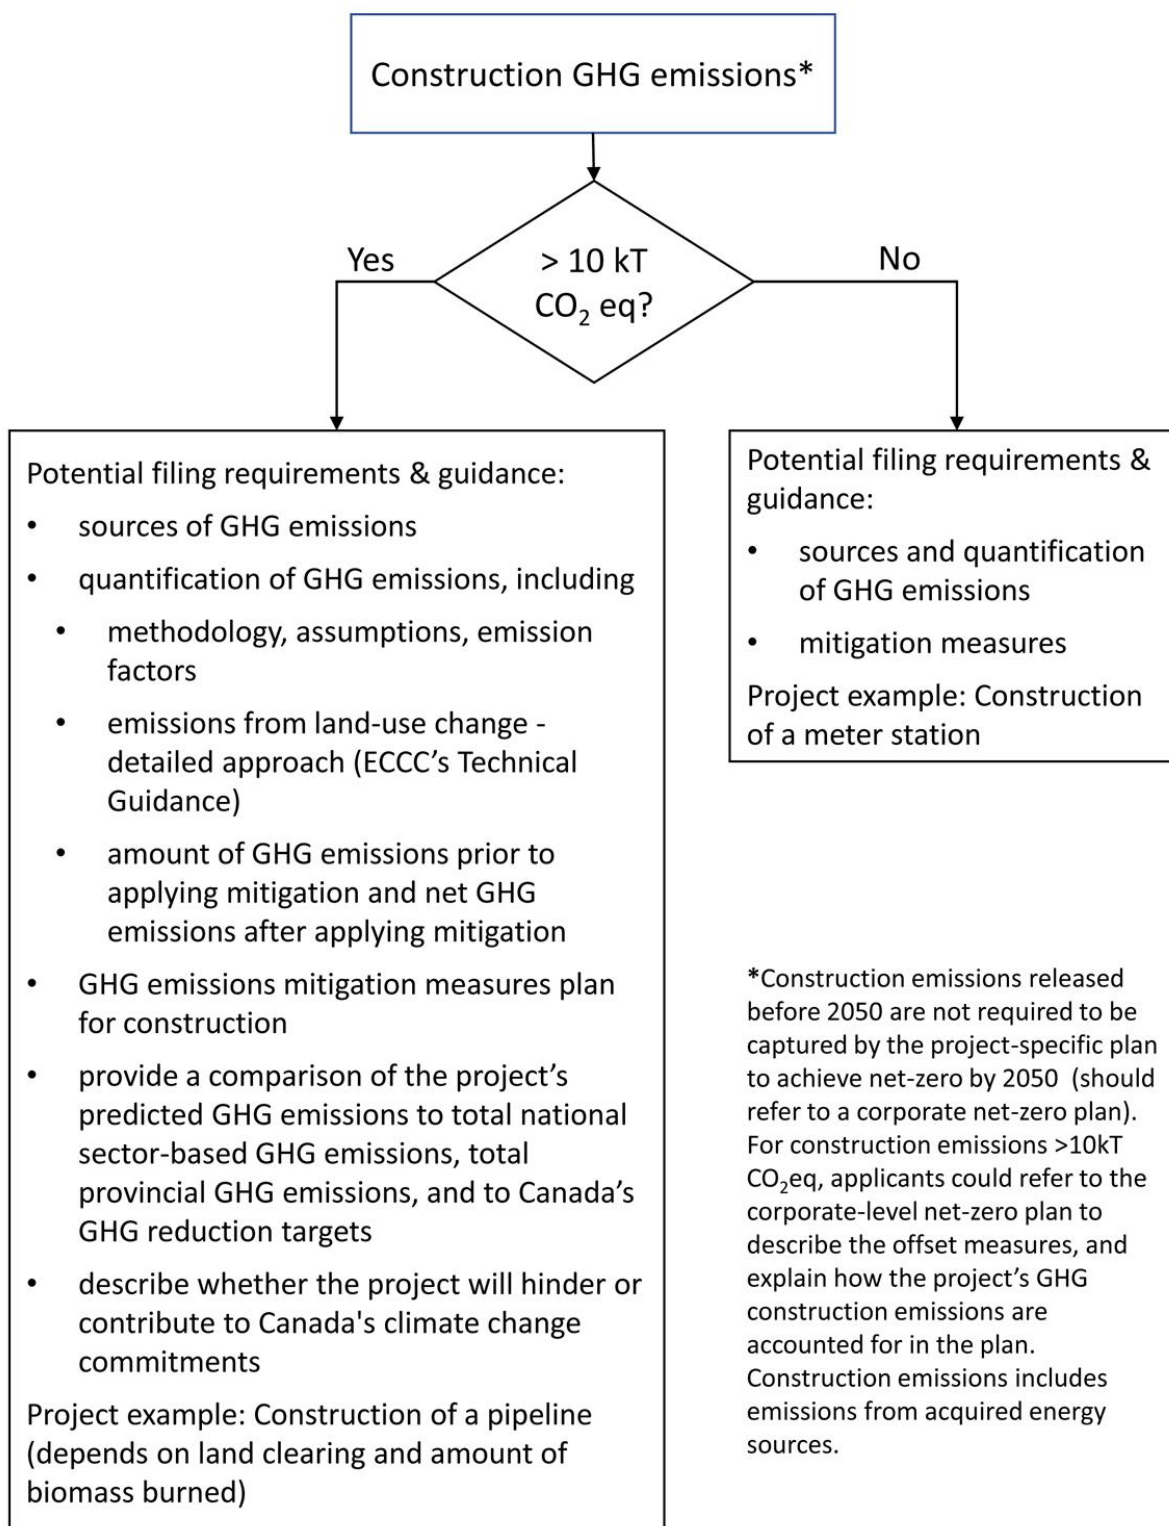 Construction GHG emissions*
Yes
> 10 kT
CO₂ eq?
No
Potential filing requirements & guidance:
• sources of GHG emissions
• quantification of GHG emissions, including
• methodology, assumptions, emission
factors
• emissions from land-use change -
detailed approach (ECCC’s Technical
Guidance)
• amount of GHG emissions prior to
applying mitigation and net GHG
emissions after applying mitigation
• GHG emissions mitigation measures plan
for construction
• provide a comparison of the project’s
predicted GHG emissions to total national
sector-based GHG emissions, total
provincial GHG emissions, and to Canada’s
GHG reduction targets
• describe whether the project will hinder or
contribute to Canada's climate change
commitments
Project example: Construction of a pipeline
(depends on land clearing and amount of
biomass burned)
Potential filing requirements &
guidance:
• sources and quantification
of GHG emissions
• mitigation measures
Project example: Construction
of a meter station
*Construction emissions released
before 2050 are not required to be
captured by the project-specific plan
to achieve net-zero by 2050 (should
refer to a corporate net-zero plan).
For construction emissions >10kT
CO₂eq, applicants could refer to the
corporate-level net-zero plan to
describe the offset measures, and
explain how the project’s GHG
construction emissions are
accounted for in the plan.
Construction emissions includes
emissions from acquired energy
sources.